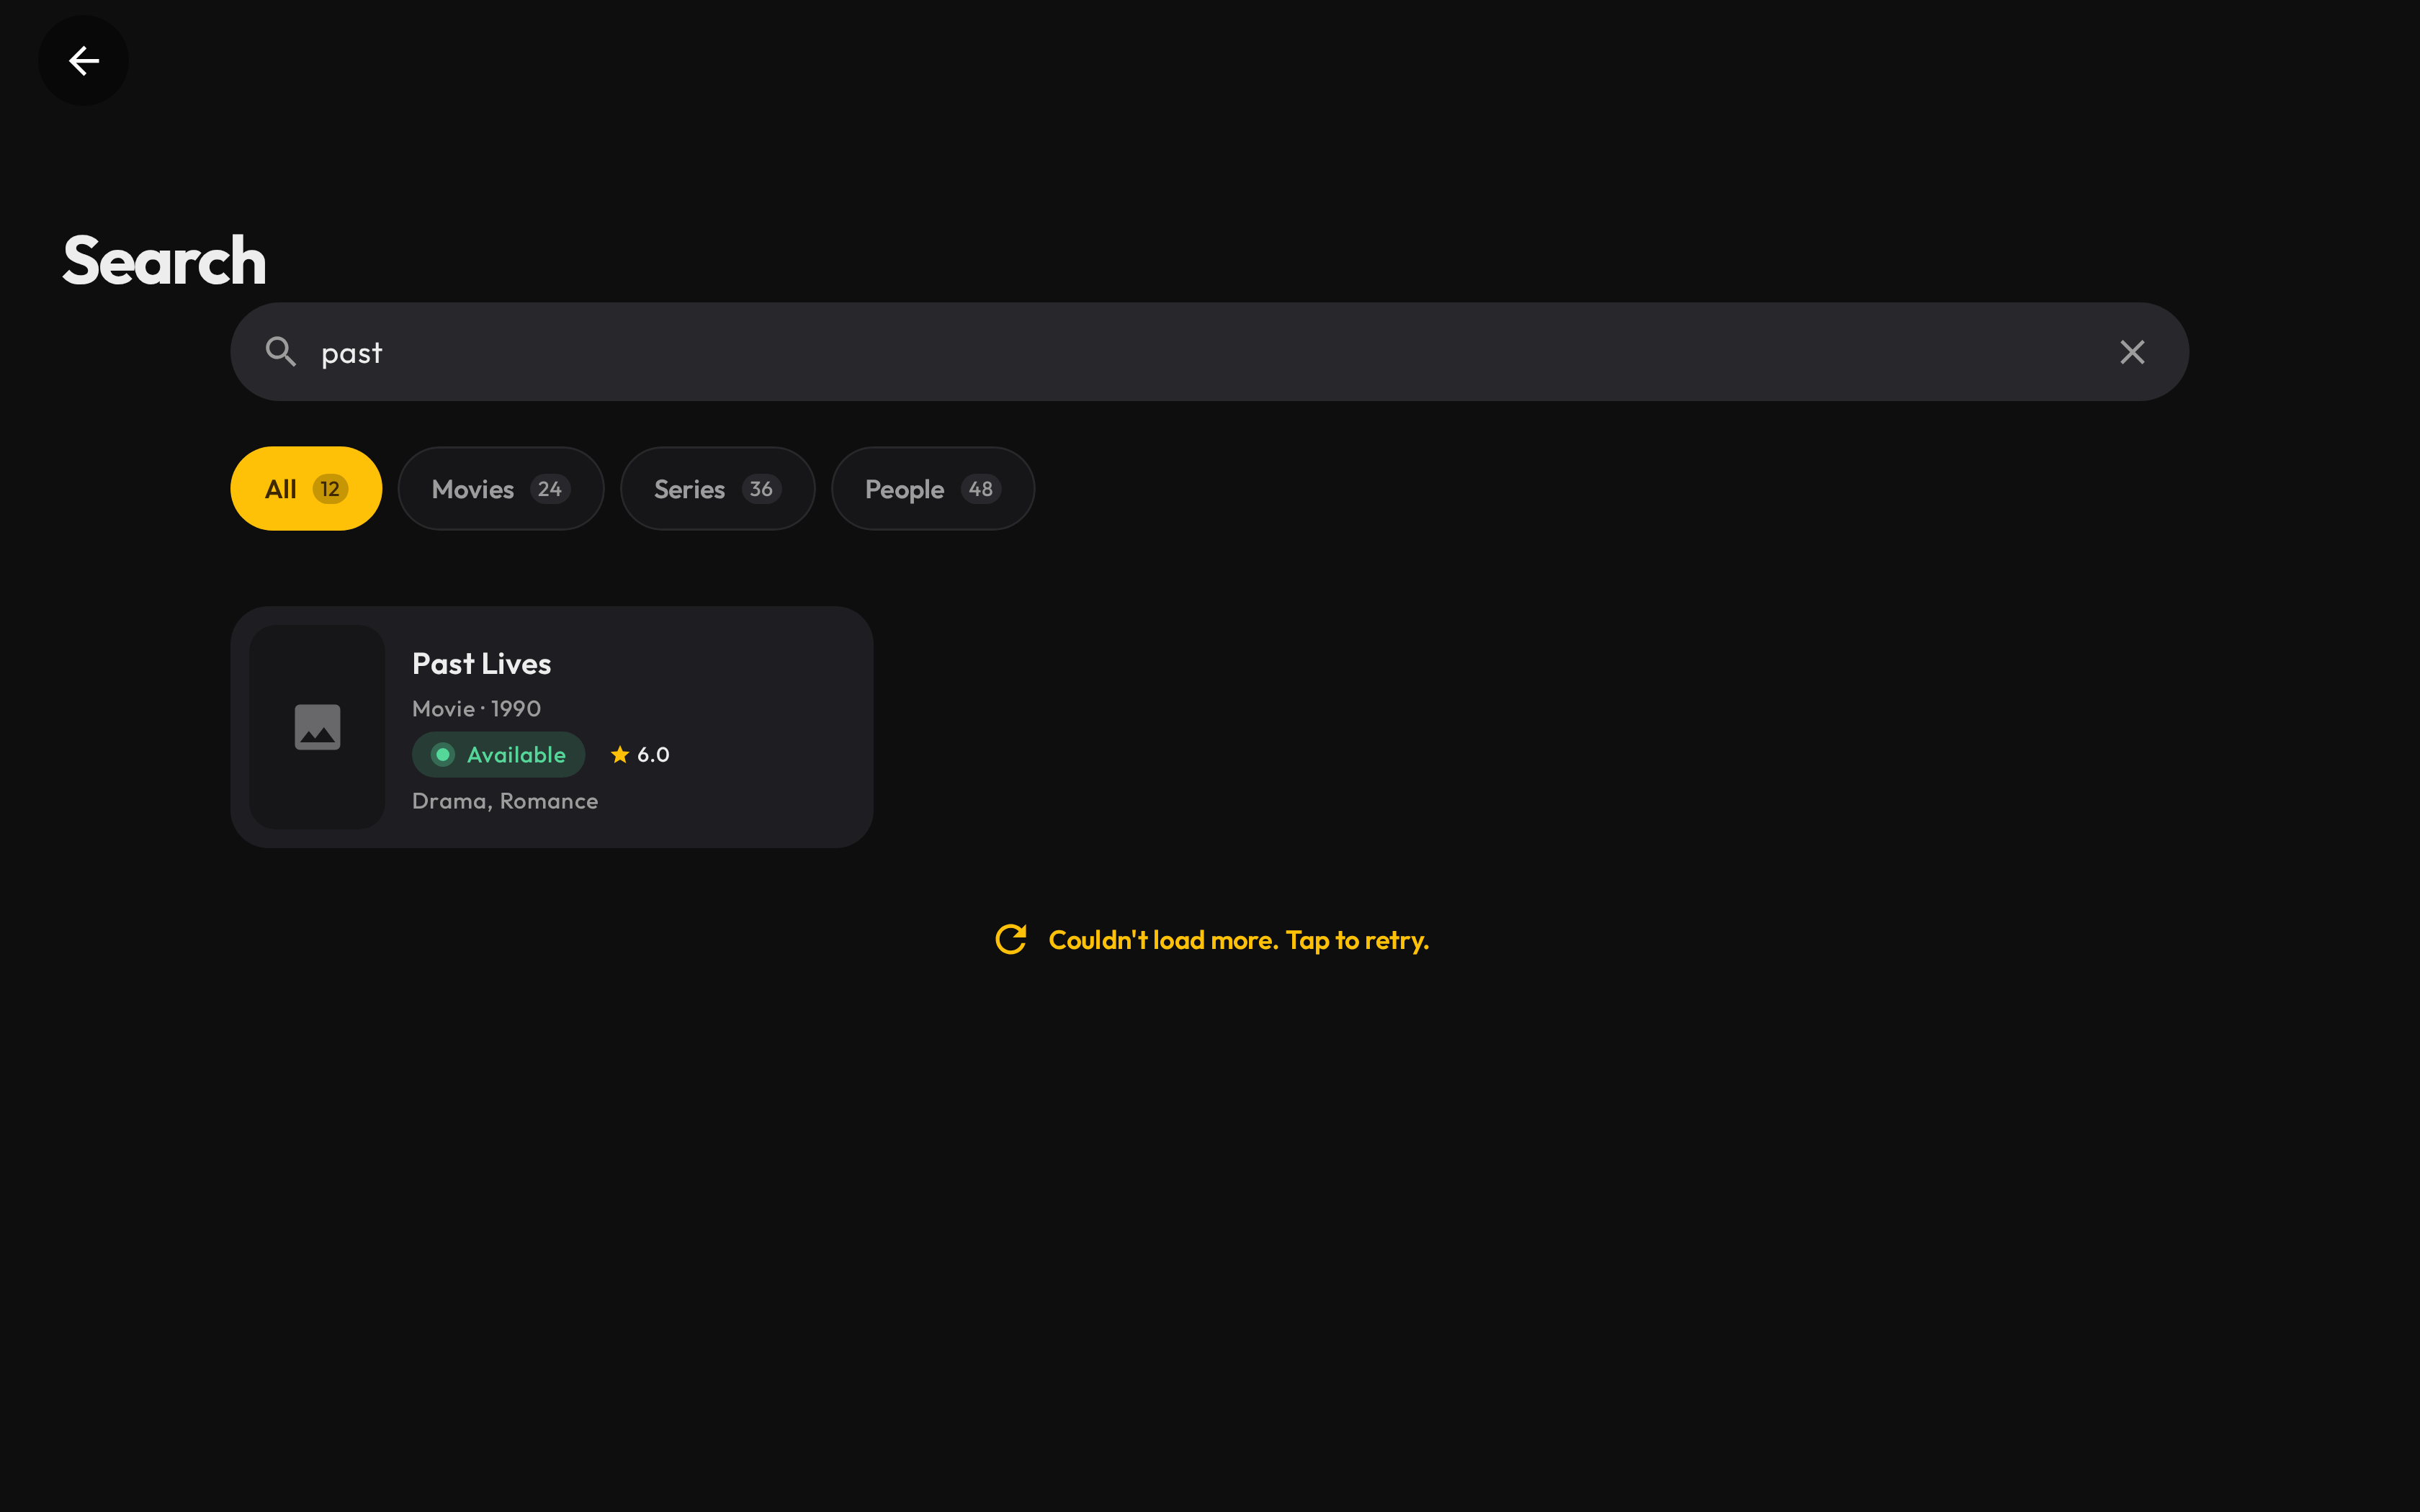 Search
past
All 12 Movies 24 Series 36 People 48
Past Lives
Movie · 1990
Available 6.0
Drama, Romance
Couldn't load more. Tap to retry.